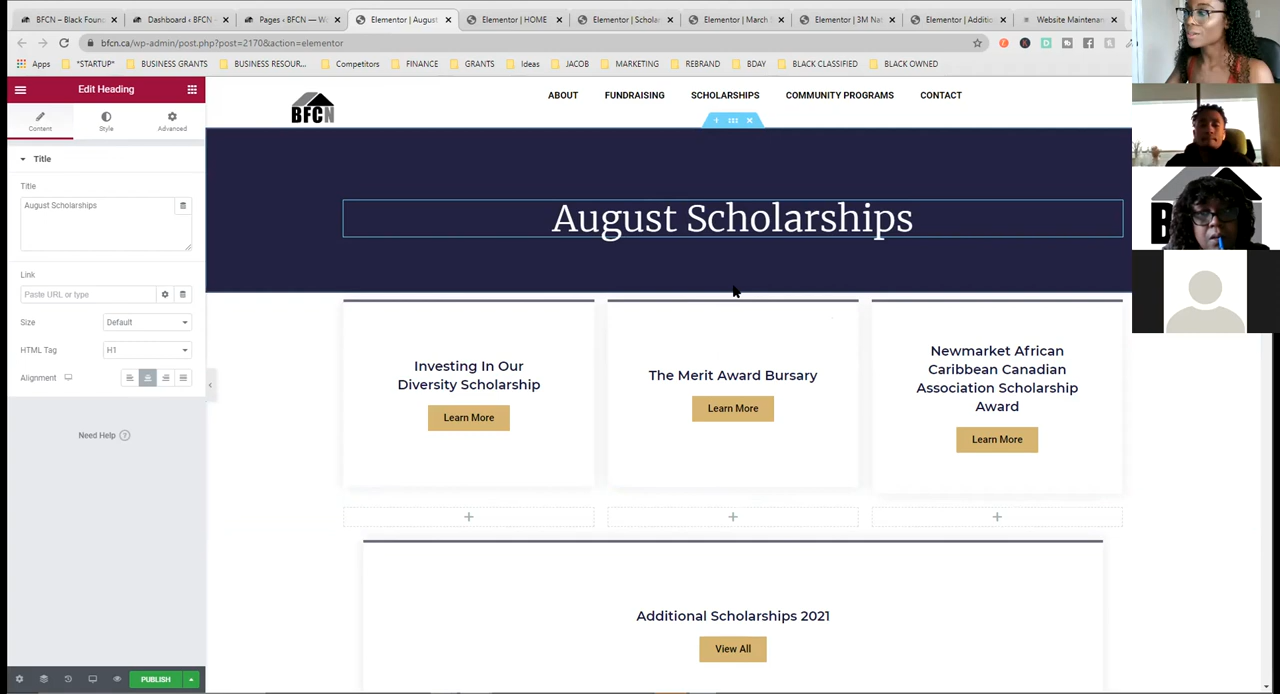 BFCN – Black Foun
Dashboard ‹ BFCN –
Pages ‹ BFCN — Wo
Elementor | August
Elementor | HOME
Elementor | Schola
Elementor | March
Elementor | 3M Na
Elementor | Additio
Website Maintenan
bfcn.ca/wp-admin/post.php?post=2170&action=elementor
Apps
*STARTUP*
BUSINESS GRANTS
BUSINESS RESOUR...
Competitors
FINANCE
GRANTS
Ideas
JACOB
MARKETING
REBRAND
BDAY
BLACK CLASSIFIED
BLACK OWNED
Edit Heading
Content
Style
Advanced
Title
Title
August Scholarships
Link
Paste URL or type
Size
Default
HTML Tag
H1
Alignment
Need Help
PUBLISH
BFCN
ABOUT
FUNDRAISING
SCHOLARSHIPS
COMMUNITY PROGRAMS
CONTACT
August Scholarships
Investing In Our
Diversity Scholarship
Learn More
The Merit Award Bursary
Learn More
Newmarket African
Caribbean Canadian
Association Scholarship
Award
Learn More
Additional Scholarships 2021
View All